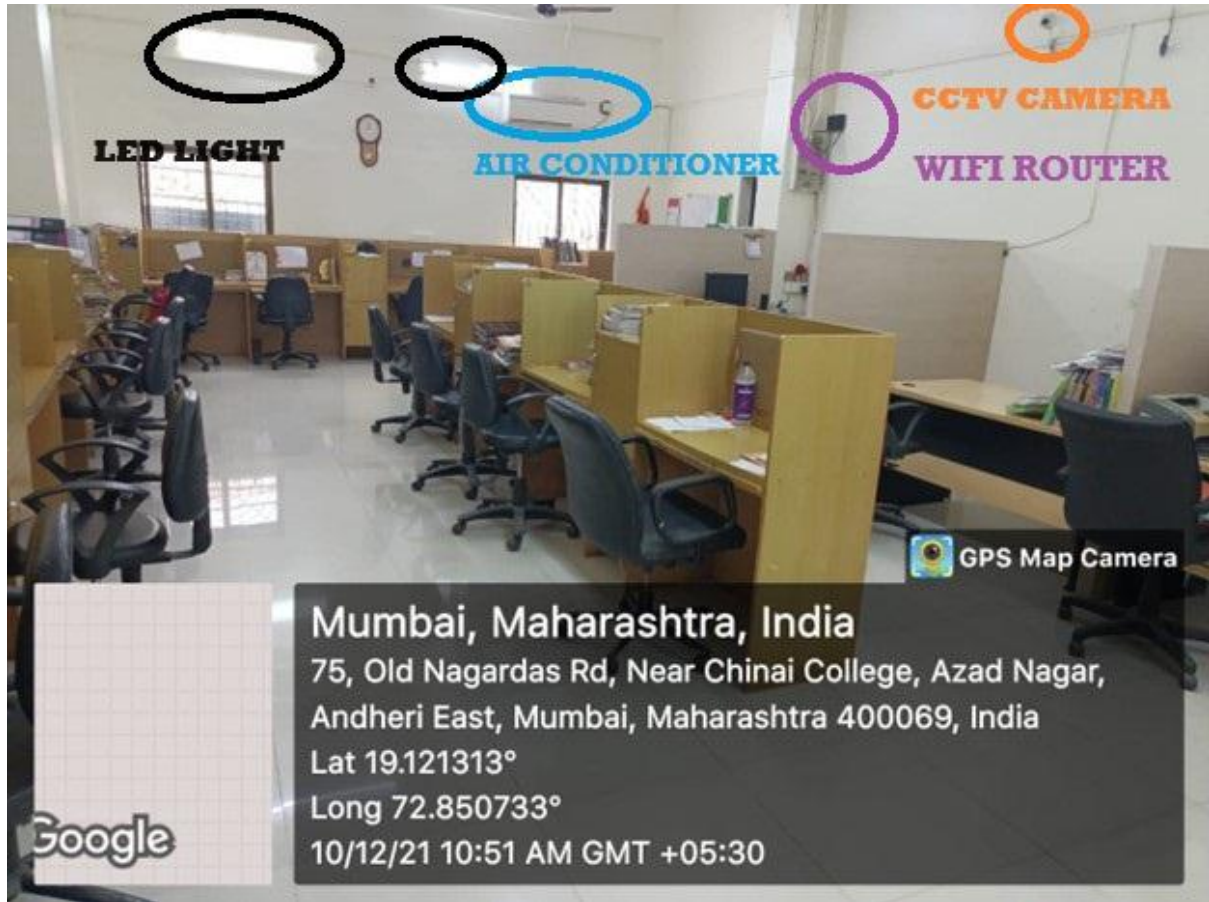 LED LIGHT
AIR CONDITIONER
CCTV CAMERA
WIFI ROUTER
GPS Map Camera
Mumbai, Maharashtra, India
75, Old Nagardas Rd, Near Chinai College, Azad Nagar,
Andheri East, Mumbai, Maharashtra 400069, India
Lat 19.121313°
Long 72.850733°
10/12/21 10:51 AM GMT +05:30
Google